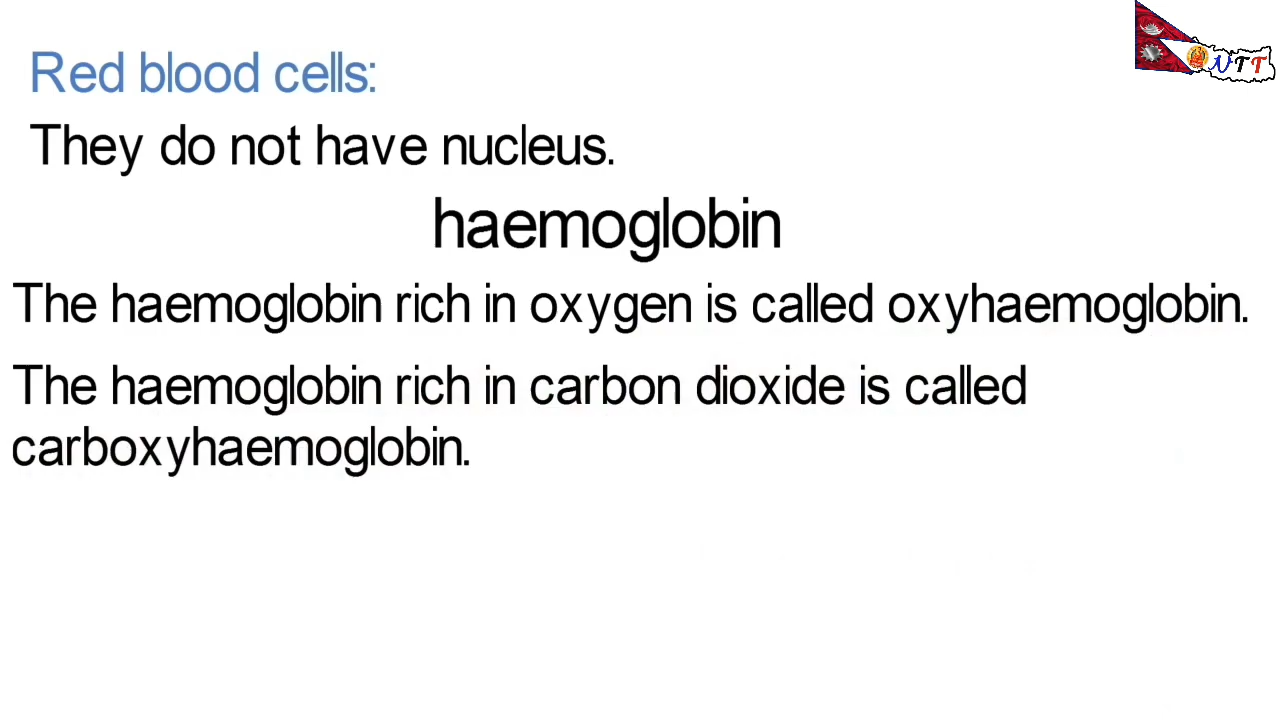 NTT
Red blood cells:
They do not have nucleus.
haemoglobin
The haemoglobin rich in oxygen is called oxyhaemoglobin.
The haemoglobin rich in carbon dioxide is called
carboxyhaemoglobin.